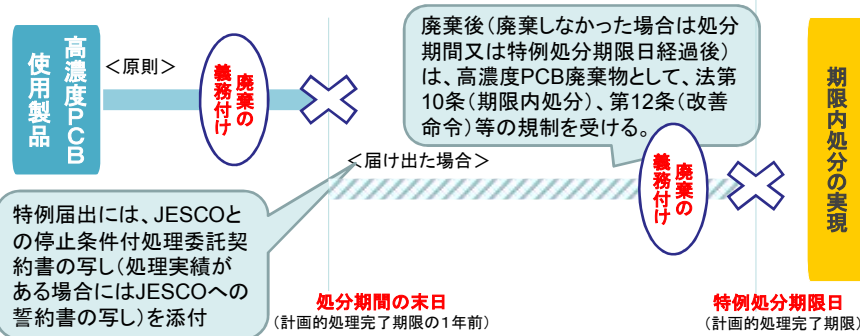 高濃度PCB
使用製品
<原則>
廃棄の
義務付け
廃棄後(廃棄しなかった場合は処分
期間又は特例処分期限日経過後)
は、高濃度PCB廃棄物として、法第
10条(期限内処分)、第12条(改善
命令)等の規制を受ける。
<届け出た場合>
廃棄の
義務付け
期限内処分の実現
特例届出には、JESCOと
の停止条件付処理委託契
約書の写し(処理実績が
ある場合にはJESCOへの
誓約書の写し)を添付
処分期間の末日
(計画的処理完了期限の1年前)
特例処分期限日
(計画的処理完了期限)